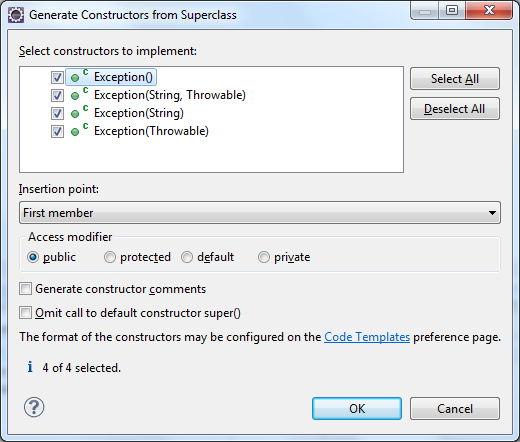 Generate Constructors from Superclass
Select constructors to implement:
C Exception()
C Exception(String, Throwable)
C Exception(String)
C Exception(Throwable)
Select All
Deselect All
Insertion point:
First member
Access modifier
public protected default private
Generate constructor comments
Omit call to default constructor super()
The format of the constructors may be configured on the Code Templates preference page.
i 4 of 4 selected.
? OK Cancel